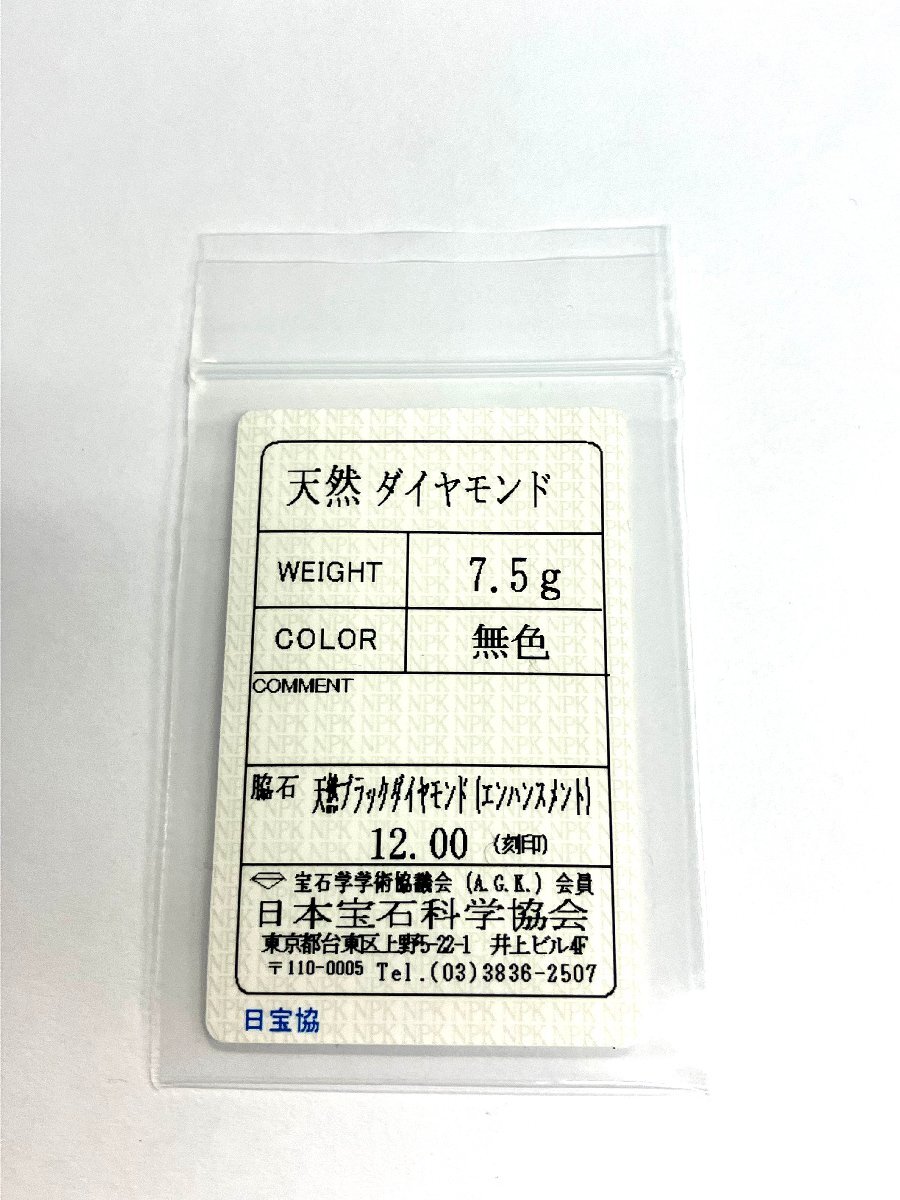 天然 ダイヤモンド
WEIGHT 7.5g
COLOR 無色
COMMENT
脇石 天然ブラックダイヤモンド(エンハンスメント)
12.00 (刻印)
宝石学学術協議会 (A.G.K.) 会員
日本宝石科学協会
東京都台東区上野5-22-1 井上ビル4F
〒110-0005 Tel.(03)3836-2507
日宝協